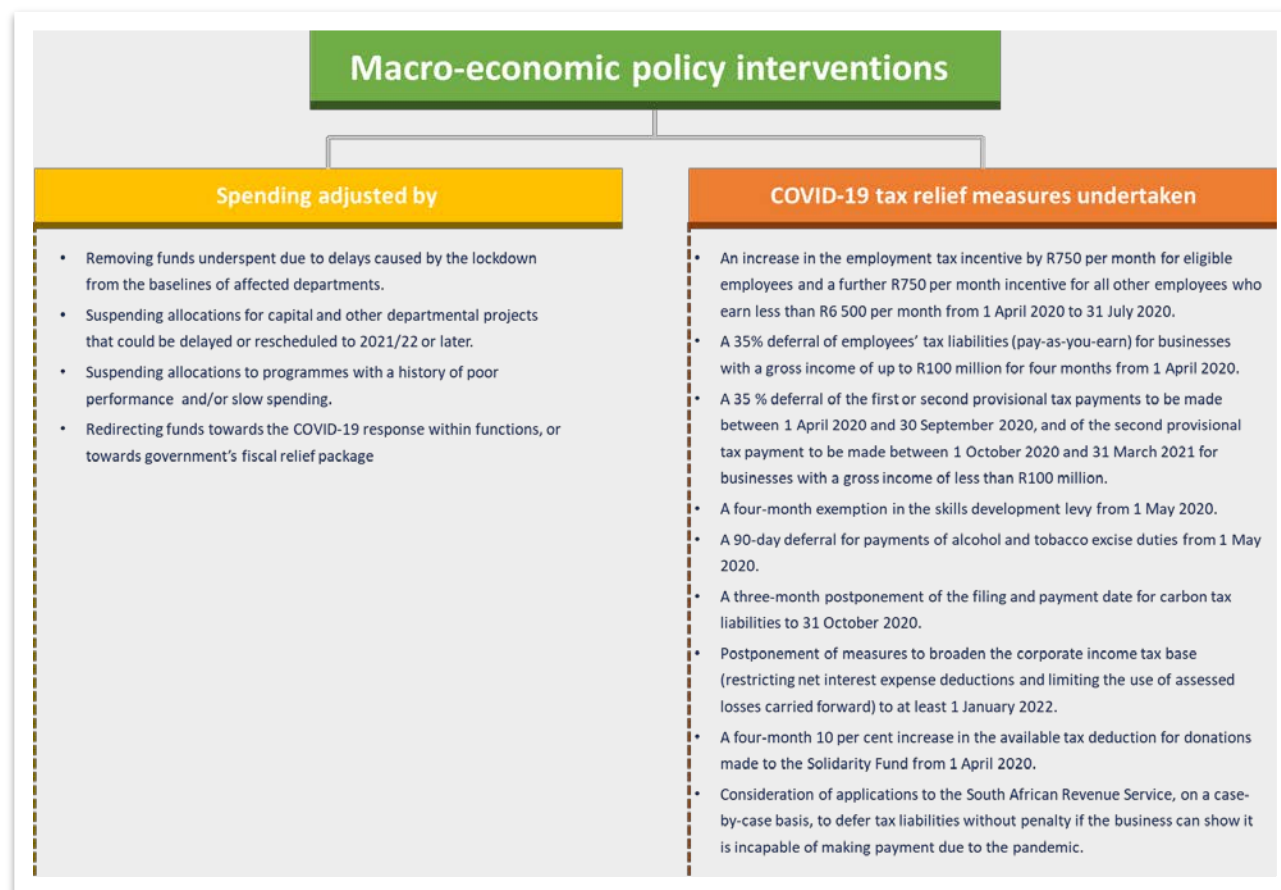 Macro-economic policy interventions
Spending adjusted by
• Removing funds underspent due to delays caused by the lockdown
from the baselines of affected departments.
• Suspending allocations for capital and other departmental projects
that could be delayed or rescheduled to 2021/22 or later.
• Suspending allocations to programmes with a history of poor
performance and/or slow spending.
• Redirecting funds towards the COVID-19 response within functions, or
towards government’s fiscal relief package
COVID-19 tax relief measures undertaken
• An increase in the employment tax incentive by R750 per month for eligible
employees and a further R750 per month incentive for all other employees who
earn less than R6 500 per month from 1 April 2020 to 31 July 2020.
• A 35% deferral of employees’ tax liabilities (pay-as-you-earn) for businesses
with a gross income of up to R100 million for four months from 1 April 2020.
• A 35 % deferral of the first or second provisional tax payments to be made
between 1 April 2020 and 30 September 2020, and of the second provisional
tax payment to be made between 1 October 2020 and 31 March 2021 for
businesses with a gross income of less than R100 million.
• A four-month exemption in the skills development levy from 1 May 2020.
• A 90-day deferral for payments of alcohol and tobacco excise duties from 1 May
2020.
• A three-month postponement of the filing and payment date for carbon tax
liabilities to 31 October 2020.
• Postponement of measures to broaden the corporate income tax base
(restricting net interest expense deductions and limiting the use of assessed
losses carried forward) to at least 1 January 2022.
• A four-month 10 per cent increase in the available tax deduction for donations
made to the Solidarity Fund from 1 April 2020.
• Consideration of applications to the South African Revenue Service, on a case-
by-case basis, to defer tax liabilities without penalty if the business can show it
is incapable of making payment due to the pandemic.